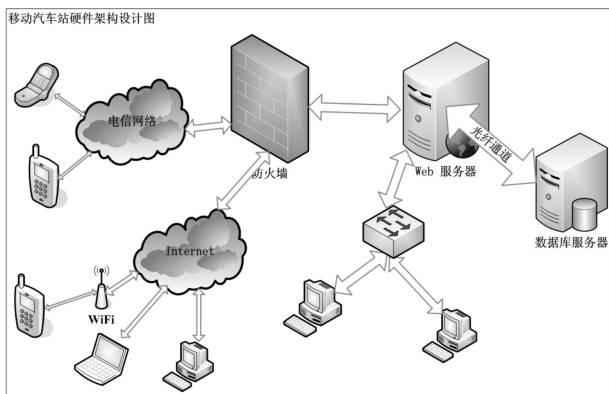 移动汽车站硬件架构设计图
电信网络
防火墙
Web 服务器
光纤通道
数据库服务器
Internet
WiFi